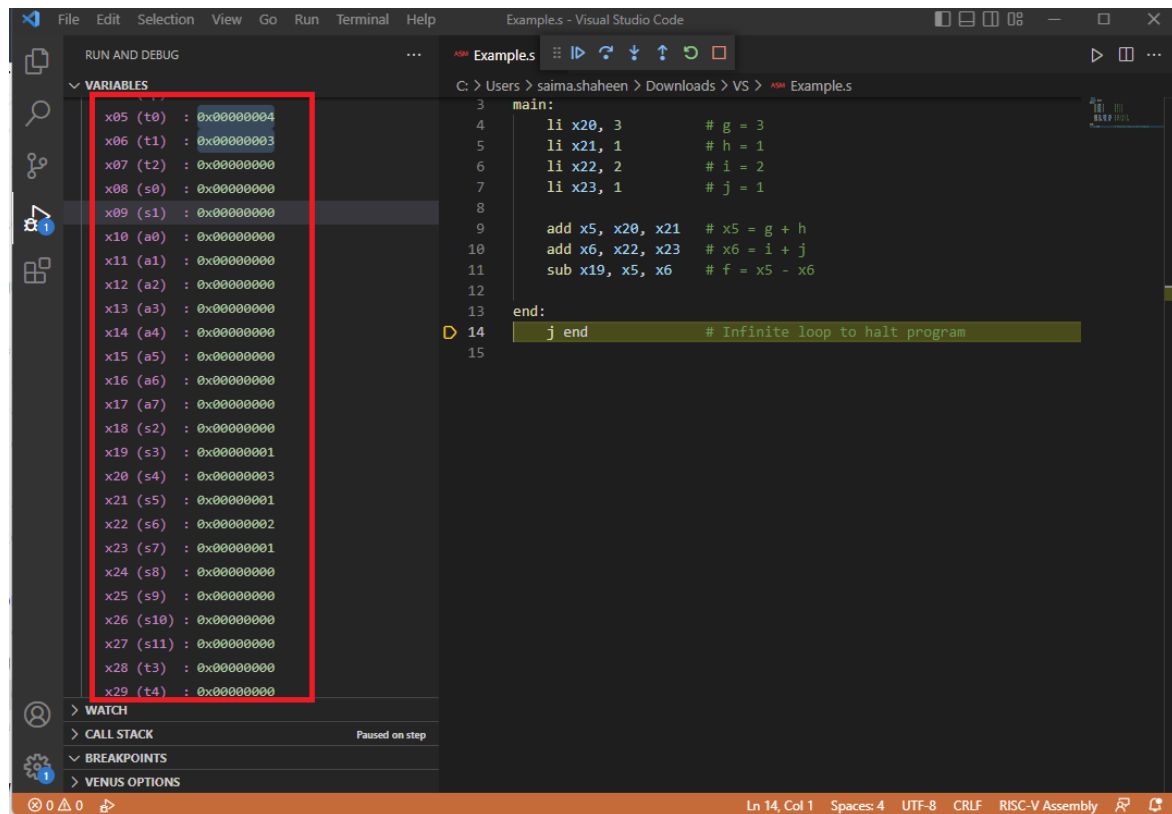 File Edit Selection View Go Run Terminal Help Example.s - Visual Studio Code
RUN AND DEBUG ...
VARIABLES
x05 (t0) : 0x00000004
x06 (t1) : 0x00000003
x07 (t2) : 0x00000000
x08 (s0) : 0x00000000
x09 (s1) : 0x00000000
x10 (a0) : 0x00000000
x11 (a1) : 0x00000000
x12 (a2) : 0x00000000
x13 (a3) : 0x00000000
x14 (a4) : 0x00000000
x15 (a5) : 0x00000000
x16 (a6) : 0x00000000
x17 (a7) : 0x00000000
x18 (s2) : 0x00000000
x19 (s3) : 0x00000001
x20 (s4) : 0x00000003
x21 (s5) : 0x00000001
x22 (s6) : 0x00000002
x23 (s7) : 0x00000001
x24 (s8) : 0x00000000
x25 (s9) : 0x00000000
x26 (s10) : 0x00000000
x27 (s11) : 0x00000000
x28 (t3) : 0x00000000
x29 (t4) : 0x00000000
WATCH
CALL STACK Paused on step
BREAKPOINTS
VENUS OPTIONS
1
1
ASM Example.s
C: > Users > saima.shaheen > Downloads > VS > ASM Example.s
3 main:
4 li x20, 3 # g = 3
5 li x21, 1 # h = 1
6 li x22, 2 # i = 2
7 li x23, 1 # j = 1
8
9 add x5, x20, x21 # x5 = g + h
10 add x6, x22, x23 # x6 = i + j
11 sub x19, x5, x6 # f = x5 - x6
12
13 end:
14 j end # Infinite loop to halt program
15
0 0 Ln 14, Col 1 Spaces: 4 UTF-8 CRLF RISC-V Assembly